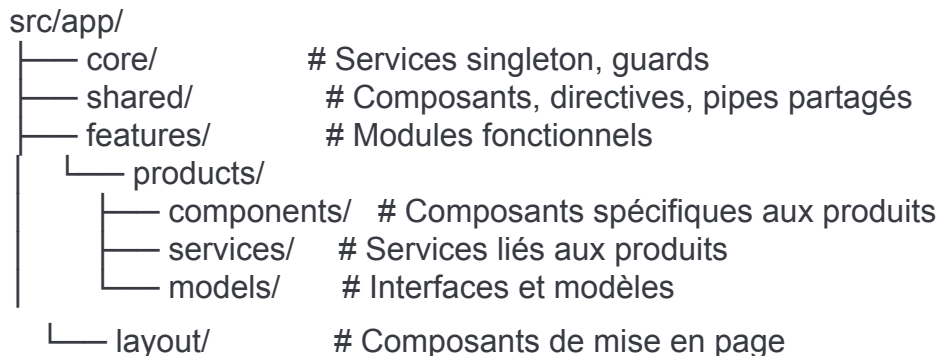 src/app/
├── core/ # Services singleton, guards
├── shared/ # Composants, directive, pipes partagés
├── features/ # Modules fonctionnels
│ └── products/
│ ├── components/ # Composants spécifiques aux produits
│ ├── services/ # Services liés aux produits
│ └── models/ # Interfaces et modèles
└── layout/ # Composants de mise en page